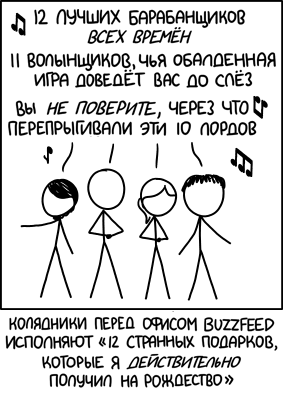 12 ЛУЧШИХ БАРАБАНЩИКОВ
ВСЕХ ВРЕМЁН
11 ВОЛЫНЩИКОВ, ЧЬЯ ОБАЛДЕННАЯ
ИГРА ДОВЕДЁТ ВАС ДО СЛЁЗ
ВЫ НЕ ПОВЕРИТЕ, ЧЕРЕЗ ЧТО
ПЕРЕПРЫГИВАЛИ ЭТИ 10 ЛОРДОВ
КОЛЯДНИКИ ПЕРЕД ОФИСОМ BUZZFEED
ИСПОЛНЯЮТ «12 СТРАННЫХ ПОДАРКОВ,
КОТОРЫЕ Я ДЕЙСТВИТЕЛЬНО
ПОЛУЧИЛ НА РОЖДЕСТВО»